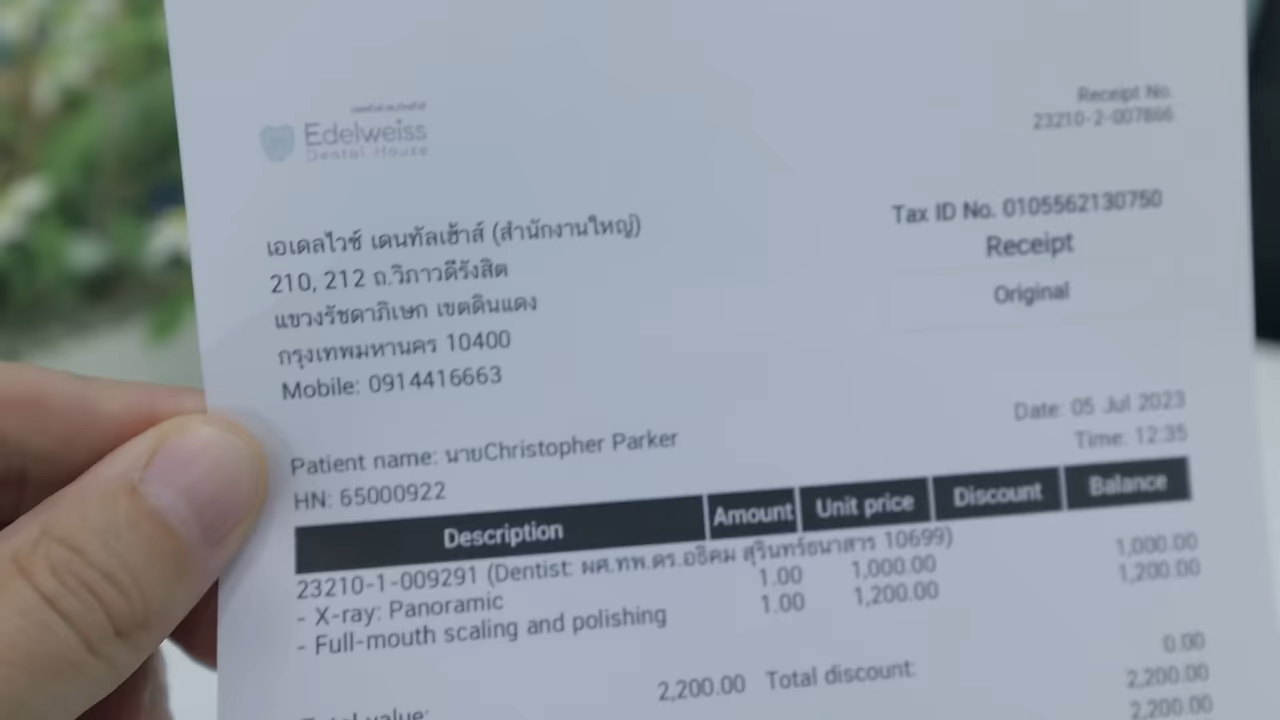 Edelweiss
Dental House
Receipt No.
23210-2-007866
เอเดลไวซ์ เดนทัลเฮ้าส์ (สำนักงานใหญ่)
210, 212 ถ.วิภาวดีรังสิต
แขวงรัชดาภิเษก เขตดินแดง
กรุงเทพมหานคร 10400
Mobile: 0914416663
Tax ID No. 0105562130750
Receipt
Original
Date: 05 Jul 2023
Time: 12:35
Patient name: นายChristopher Parker
HN: 65000922
Description Amount Unit price Discount Balance
23210-1-009291 (Dentist: ผศ.ทพ.ดร.อธิคม สุรินทร์ธนาสาร 10699)
- X-ray: Panoramic 1.00 1,000.00 1,000.00
- Full-mouth scaling and polishing 1.00 1,200.00 1,200.00
Total value: 2,200.00 Total discount: 0.00
2,200.00
2,200.00